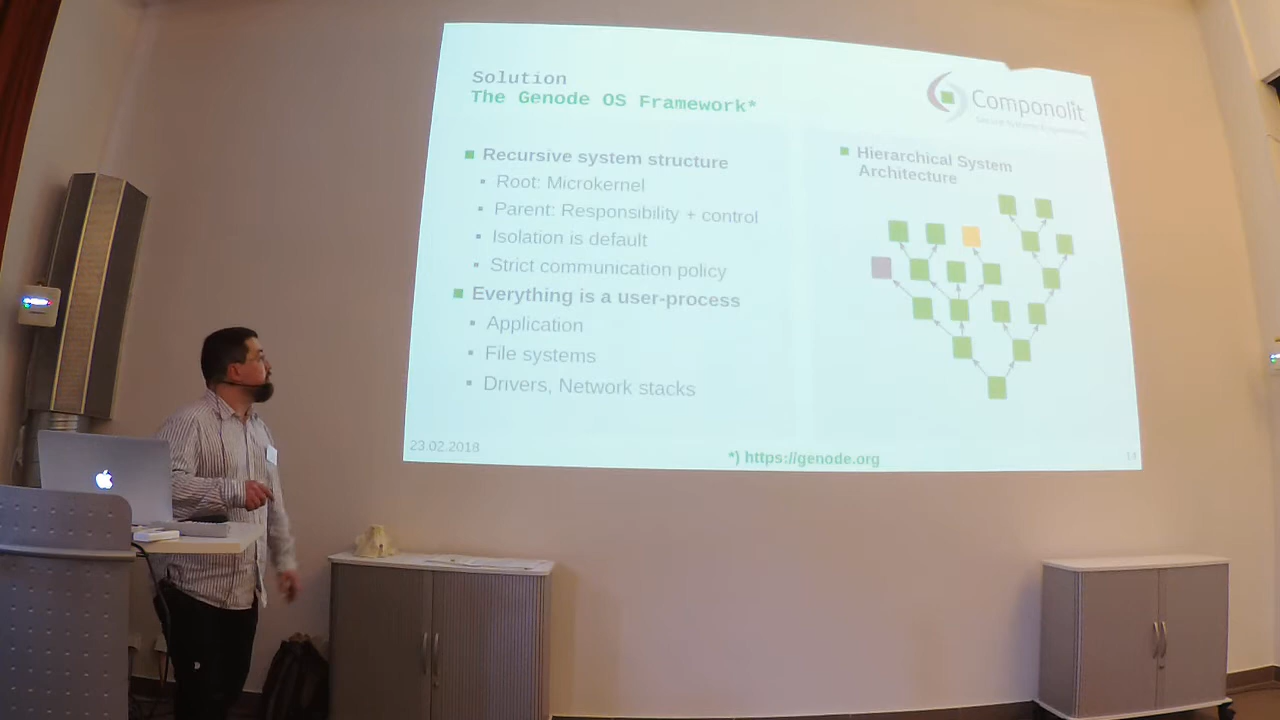 Solution
The Genode OS Framework*
Componolit
Recursive system structure
Root: Microkernel
Parent: Responsibility + control
Isolation is default
Strict communication policy
Everything is a user-process
Application
File systems
Drivers, Network stacks
Hierarchical System
Architecture
23.02.2018
*) https://genode.org
14